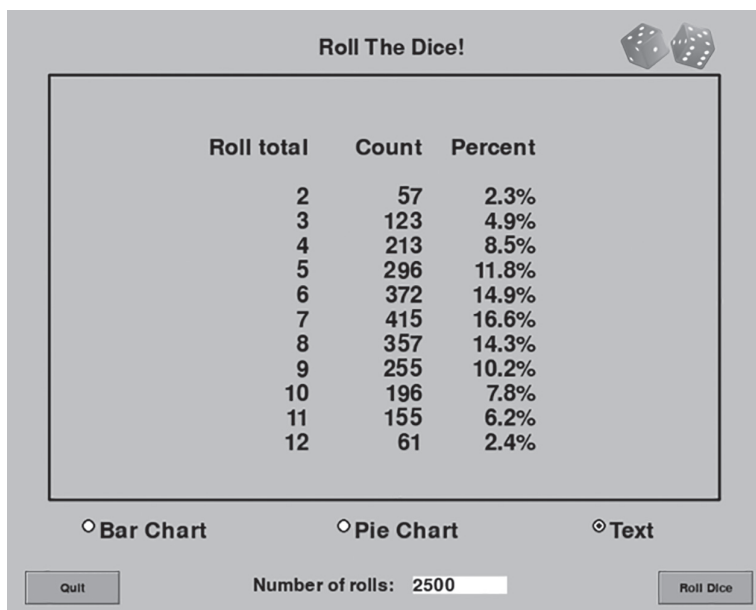 Roll The Dice!
Roll total Count Percent
2 57 2.3%
3 123 4.9%
4 213 8.5%
5 296 11.8%
6 372 14.9%
7 415 16.6%
8 357 14.3%
9 255 10.2%
10 196 7.8%
11 155 6.2%
12 61 2.4%
Bar Chart Pie Chart Text
Quit Number of rolls: 2500 Roll Dice